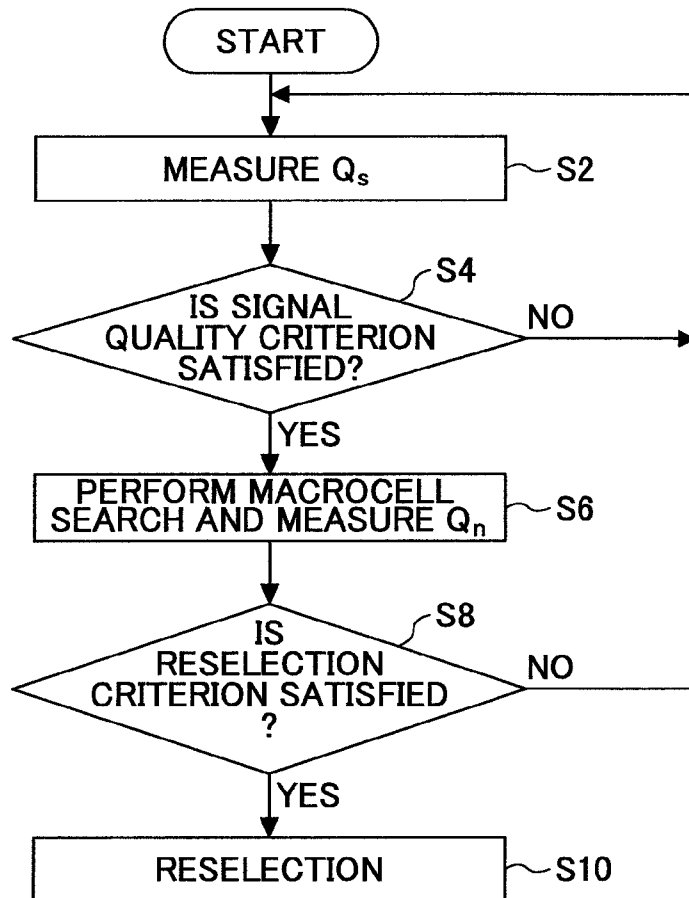 START
MEASURE Qs
S2
S4
IS SIGNAL
QUALITY CRITERION
SATISFIED?
NO
YES
PERFORM MACROCELL
SEARCH AND MEASURE Qn
S6
S8
IS
RESELECTION
CRITERION SATISFIED
?
NO
YES
RESELECTION
S10